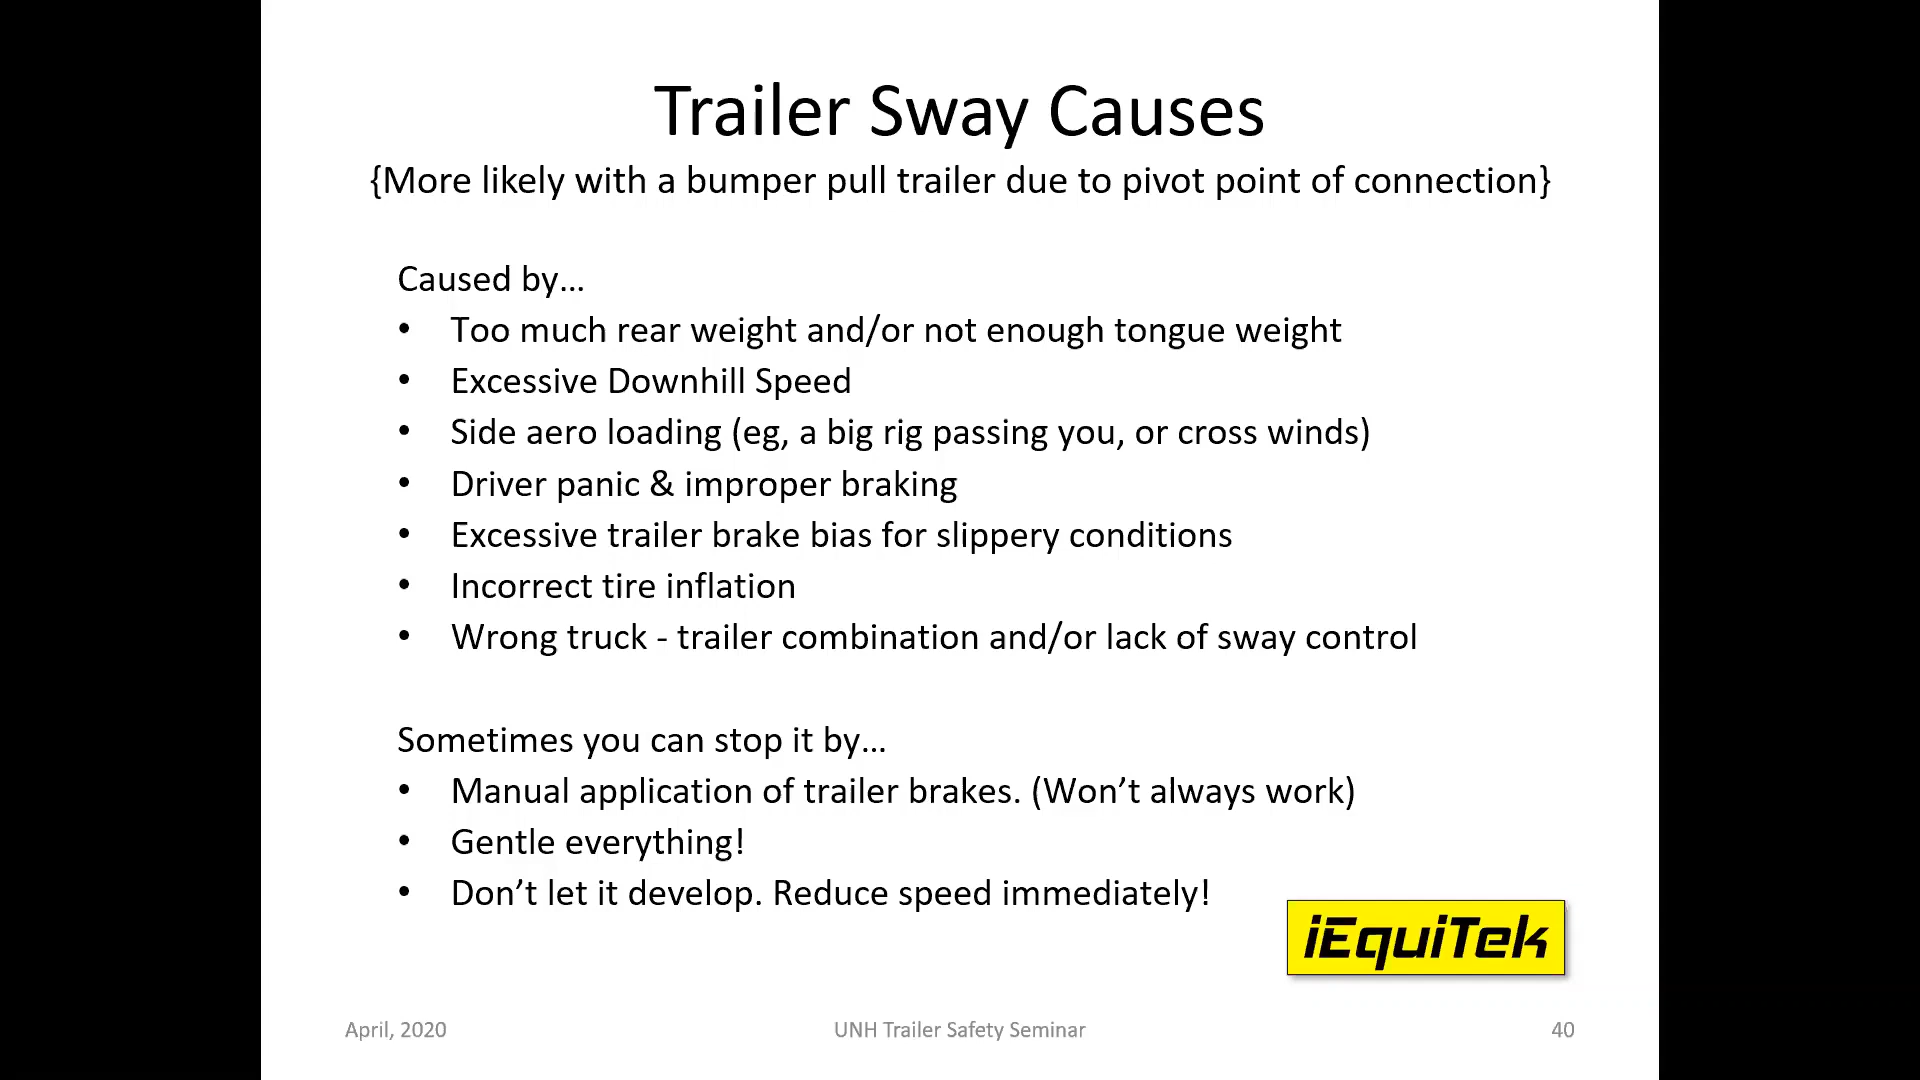 Trailer Sway Causes
{More likely with a bumper pull trailer due to pivot point of connection}
Caused by…
• Too much rear weight and/or not enough tongue weight
• Excessive Downhill Speed
• Side aero loading (eg, a big rig passing you, or cross winds)
• Driver panic & improper braking
• Excessive trailer brake bias for slippery conditions
• Incorrect tire inflation
• Wrong truck - trailer combination and/or lack of sway control
Sometimes you can stop it by…
• Manual application of trailer brakes. (Won’t always work)
• Gentle everything!
• Don’t let it develop. Reduce speed immediately!
iEquiTek
April, 2020
UNH Trailer Safety Seminar
40